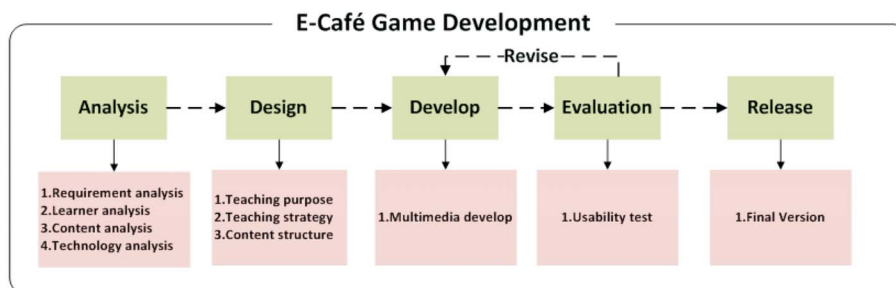 E-Café Game Development
Revise
Analysis
Design
Develop
Evaluation
Release
1.Requirement analysis
2.Learner analysis
3.Content analysis
4.Technology analysis
1.Teaching purpose
2.Teaching strategy
3.Content structure
1.Multimedia develop
1.Usability test
1.Final Version